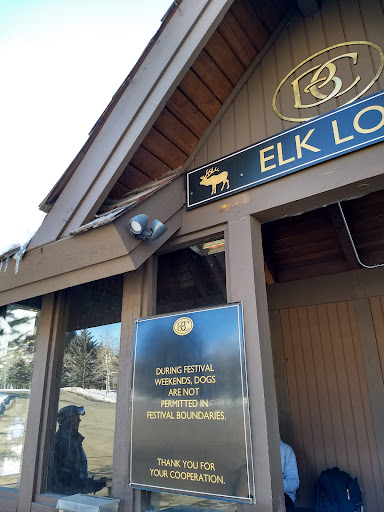 BC
ELK LO
BC
DURING FESTIVAL
WEEKENDS, DOGS
ARE NOT
PERMITTED IN
FESTIVAL BOUNDARIES.
THANK YOU FOR
YOUR COOPERATION.